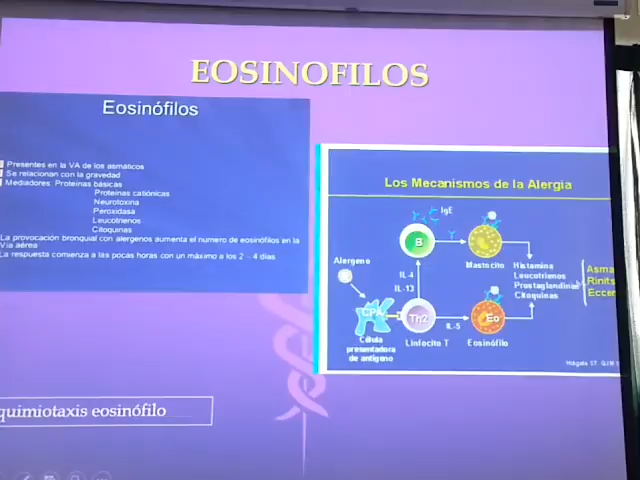 EOSINOFILOS
Eosinófilos
Presentes en la VA de los asmáticos
Se relacionan con la gravedad
Mediadores: Proteínas básicas
Proteínas catiónicas
Neurotoxina
Peroxidasa
Leucotrienos
Citoquinas
La provocación bronquial con alergenos aumenta el numero de eosinófilos en la
Vía aérea
La respuesta comienza a las pocas horas con un máximo a los 2 – 4 días
quimiotaxis eosinófilo
Los Mecanismos de la Alergia
IgE
B
Mastocito
Alergeno
IL-4
IL-13
Histamina
Leucotrienos
Prostaglandinas
Citoquinas
Asma
Rinitis
CPA
Th2
IL-5
Eo
Célula
presentadora
de antígeno
Linfocito T
Eosinófilo